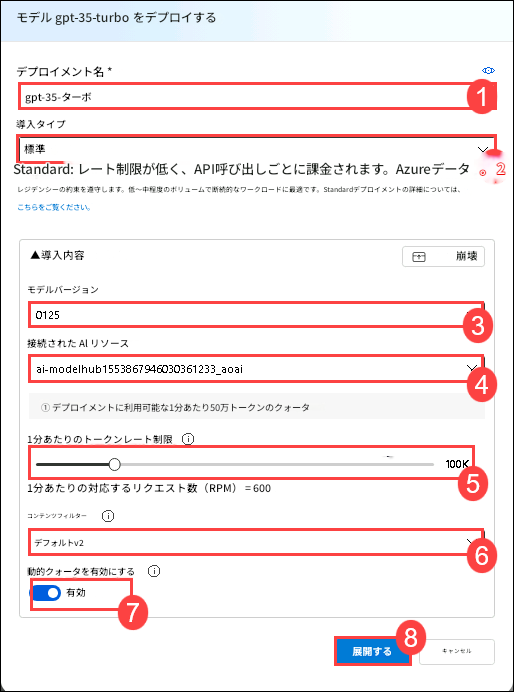 モデル gpt-35-turbo をデプロイする
デプロイメント名 *
gpt-35-ターボ
1
導入タイプ
標準
2
Standard: レート制限が低く、API呼び出しごとに課金されます。Azureデータ
レジデンシーの約束を遵守します。低～中程度のボリュームで断続的なワークロードに最適です。Standardデプロイメントの詳細については、
こちらをご覧ください。
▲導入内容
崩壊
モデルバージョン
0125
3
接続された AI リソース
ai-modelhub1553867946030361233_aoai
4
① デプロイメントに利用可能な1分あたり50万トークンのクォータ
1分あたりのトークンレート制限
100K
5
1分あたりの対応するリクエスト数（RPM）= 600
コンテンツフィルター
デフォルトv2
6
動的クォータを有効にする
有効
7
展開する
8
キャンセル